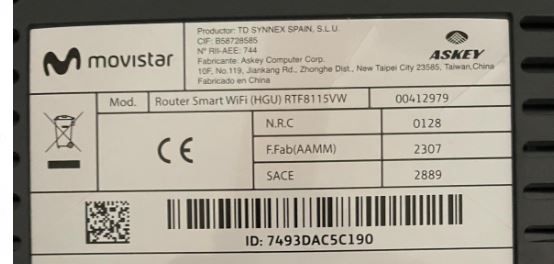 movistar
Productor: TD SYNNEX SPAIN, S.L.U.
CIF: B58728585
Nº RII-AEE: 744
Fabricante: Askey Computer Corp.
10F, No.119, Jiankang Rd., Zhonghe Dist., New Taipei City 23585, Taiwan,China
Fabricado en China
ASKEY
Mod. Router Smart WiFi (HGU) RTF8115VW 00412979
N.R.C 0128
CE
F.Fab(AAMM) 2307
SACE 2889
ID: 7493DAC5C190